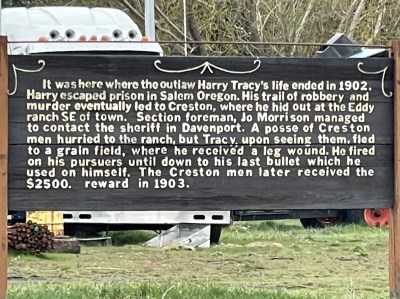 It was here where the outlaw Harry Tracy's life ended in 1902.
Harry escaped prison in Salem Oregon. His trail of robbery and
murder eventually led to Creston, where he hid out at the Eddy
ranch SE of town. Section foreman, Jo Morrison managed
to contact the sheriff in Davenport. A posse of Creston
men hurried to the ranch, but Tracy, upon seeing them, fled
to a grain field, where he received a leg wound. He fired
on his pursuers until down to his last bullet which he
used on himself. The Creston men later received the
$2500. reward in 1903.